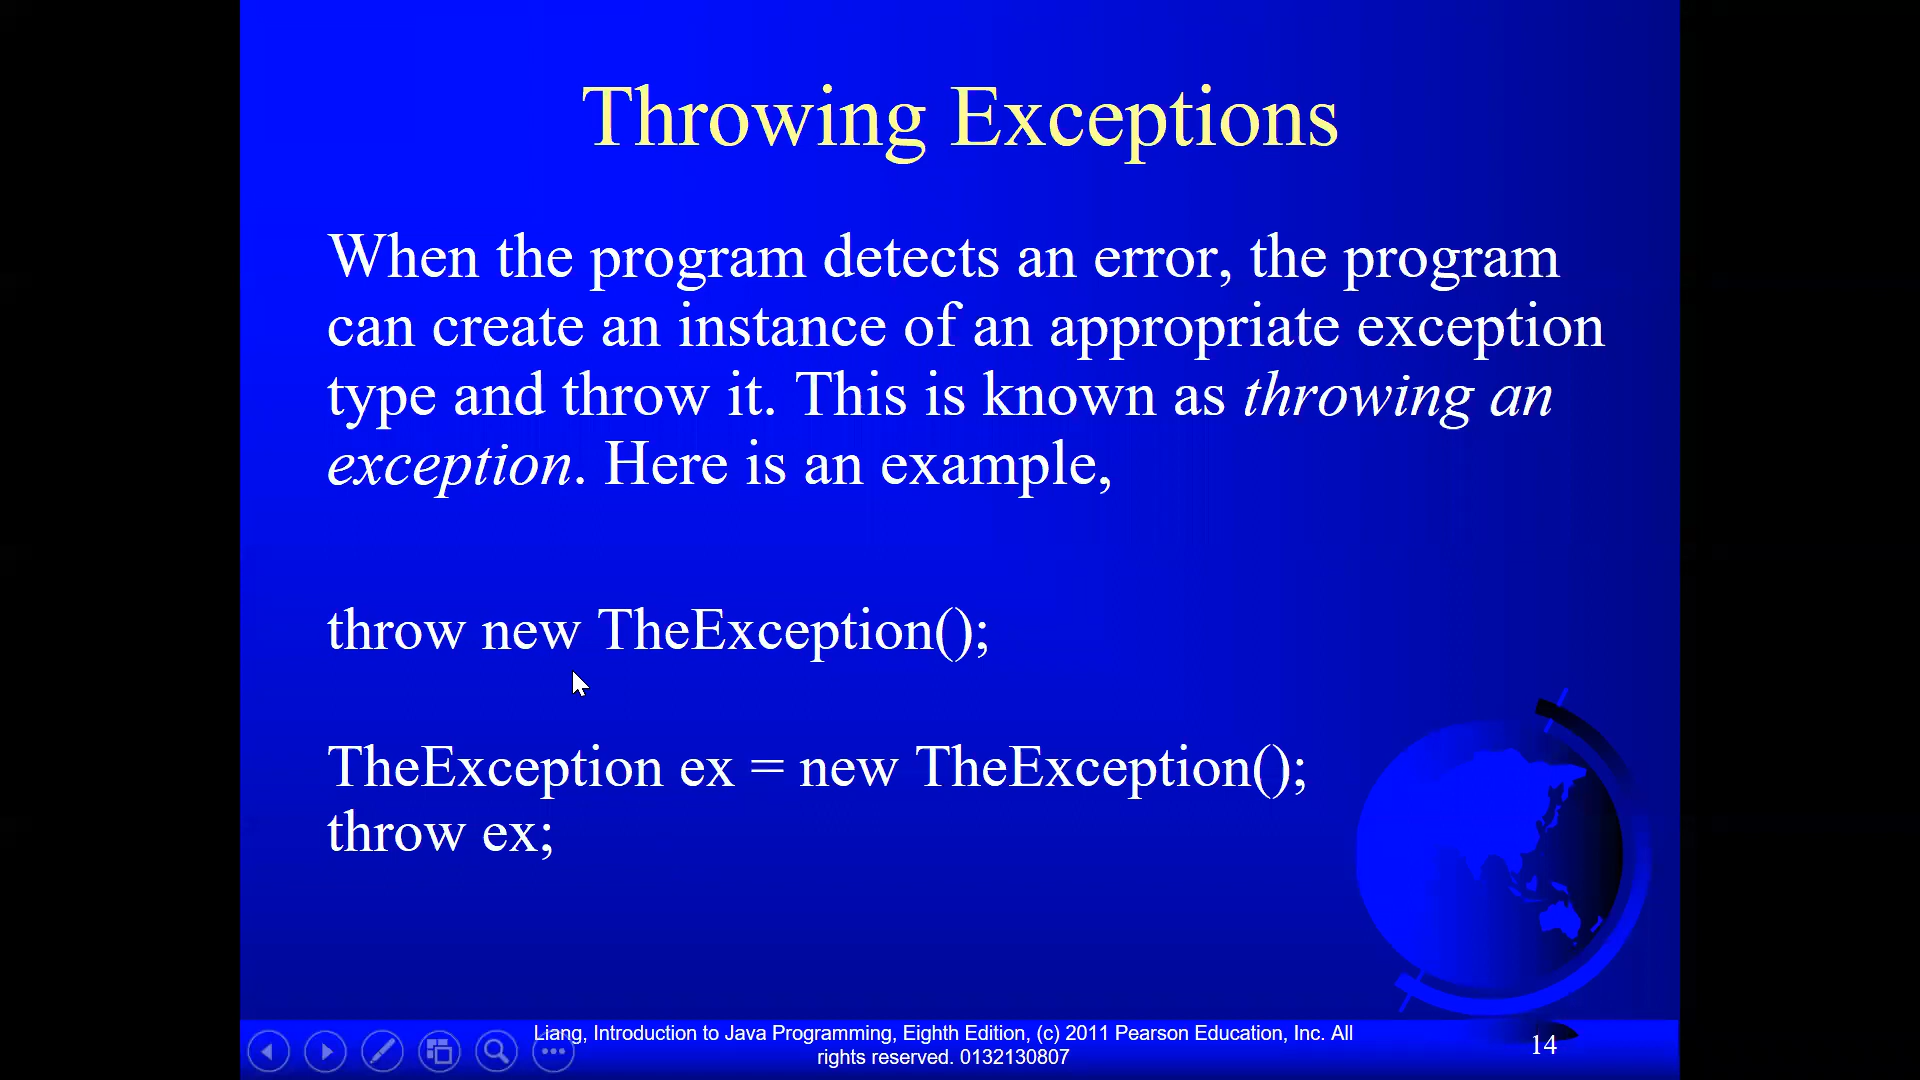 Throwing Exceptions
When the program detects an error, the program
can create an instance of an appropriate exception
type and throw it. This is known as throwing an
exception. Here is an example,
throw new TheException();
TheException ex = new TheException();
throw ex;
Liang, Introduction to Java Programming, Eighth Edition, (c) 2011 Pearson Education, Inc. All
rights reserved. 0132130807
14